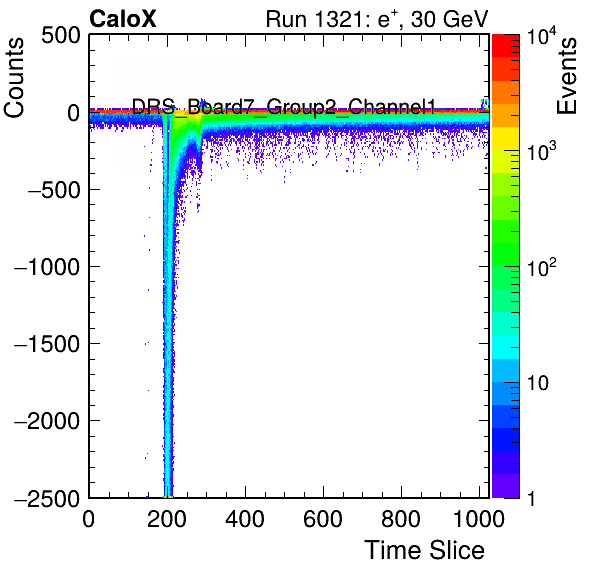 CaloX Run 1321: e⁺, 30 GeV
Counts
Events
500
0
−500
−1000
−1500
−2000
−2500
DRS_Board7_Group2_Channel1
10⁴
10³
10²
10
1
0 200 400 600 800 1000
Time Slice